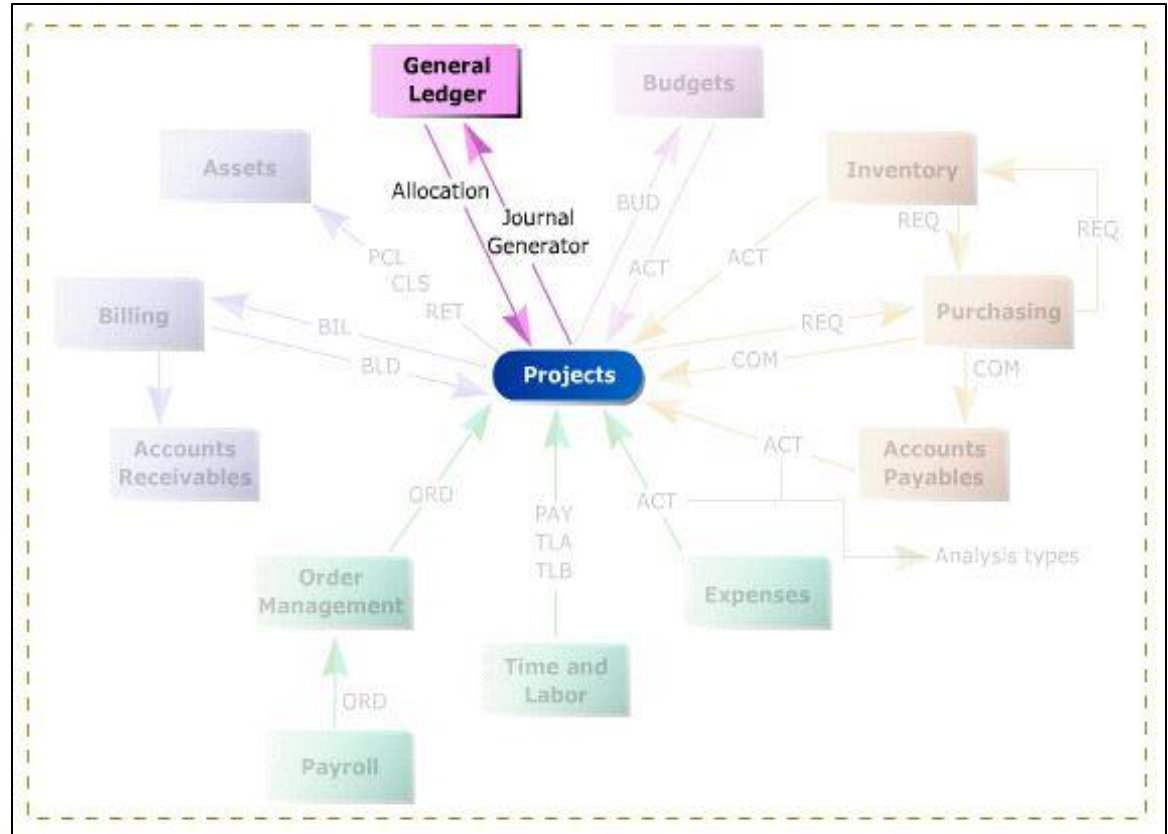 General
Ledger
Budgets
Assets
Inventory
Allocation
Journal
Generator
BUD
ACT
ACT
REQ
REQ
PCL
CLS
RET
Billing
BIL
BLD
REQ
COM
Purchasing
COM
Projects
Accounts
Receivables
ACT
Accounts
Payables
ORD
PAY
TLA
TLB
ACT
Analysis types
Order
Management
Expenses
Time and
Labor
ORD
Payroll